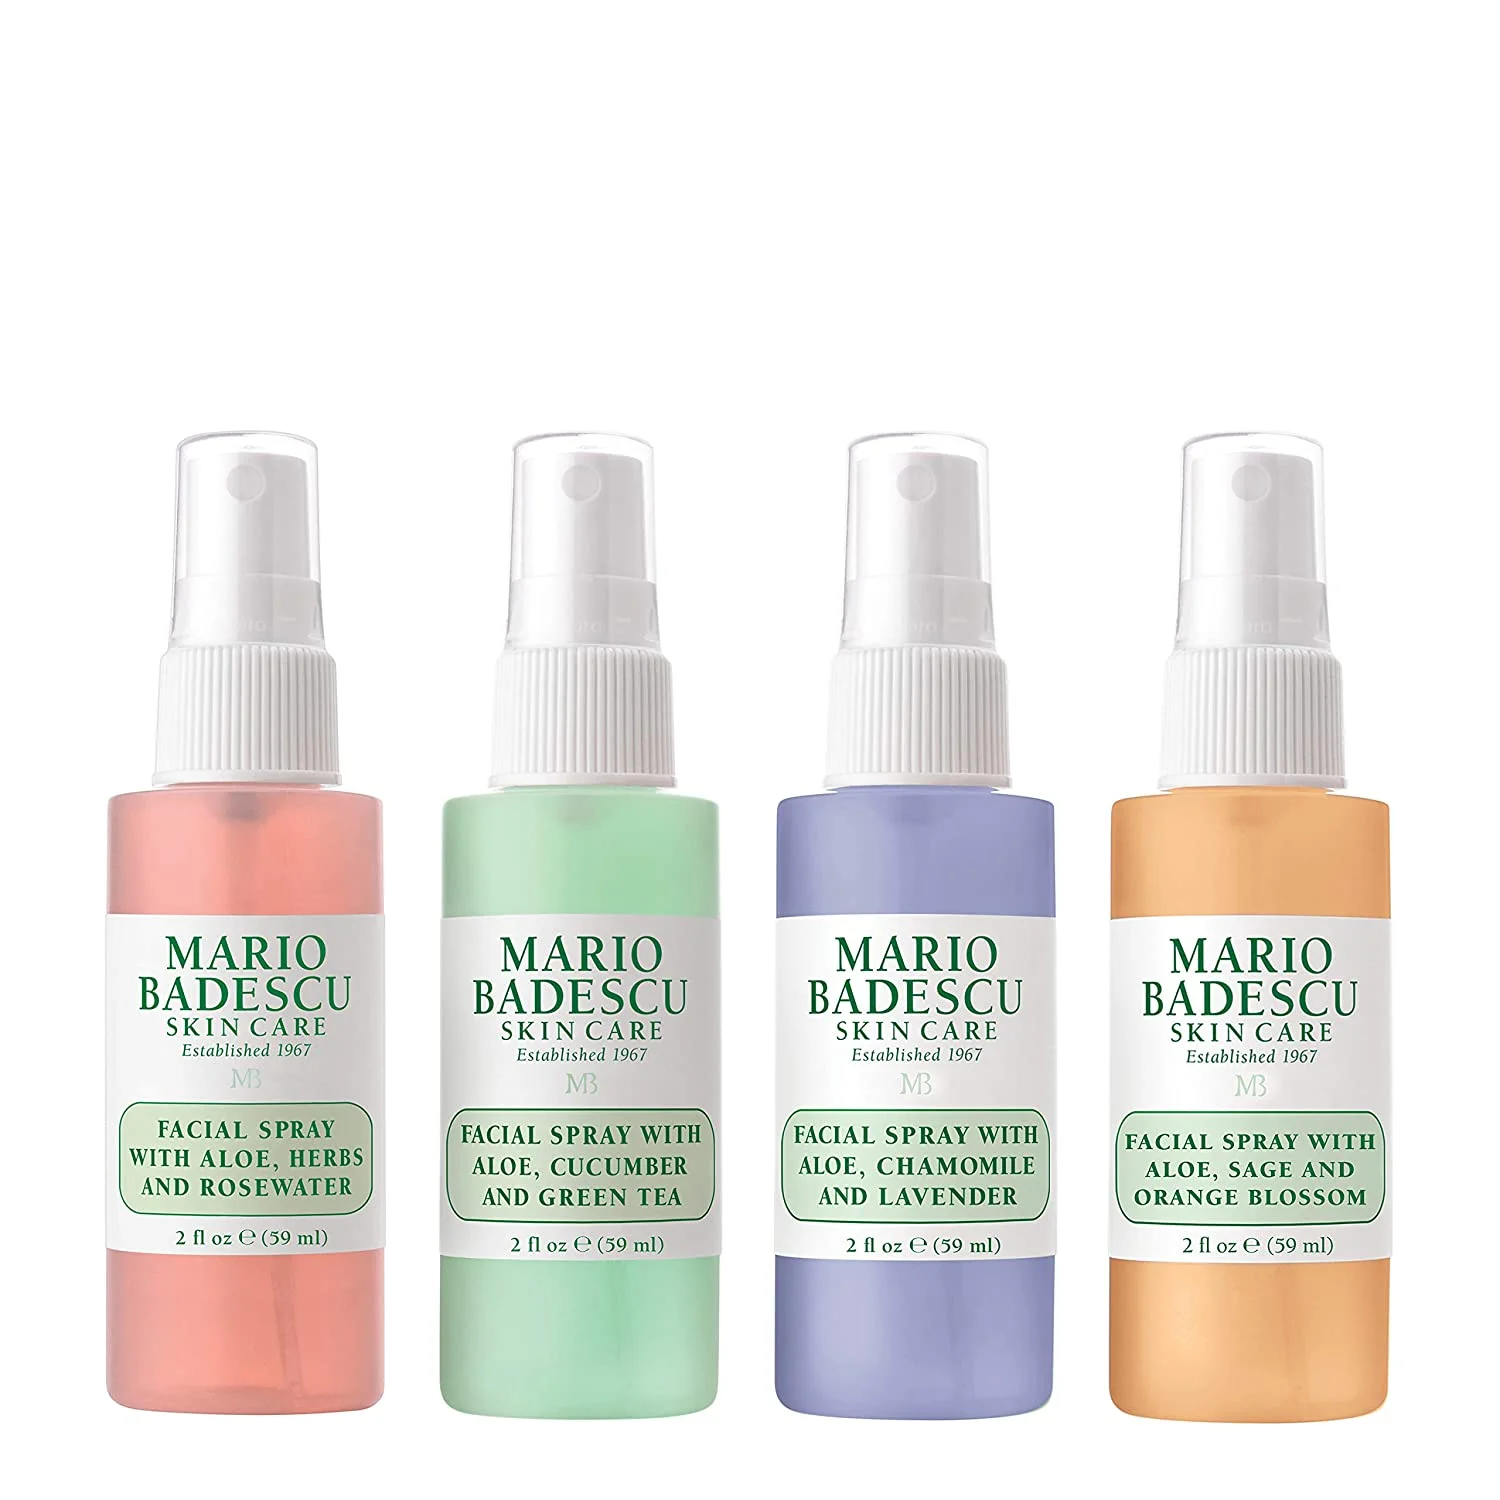 MARIO
BADESCU
SKIN CARE
Established 1967
MB
FACIAL SPRAY
WITH ALOE, HERBS
AND ROSEWATER
2 fl oz ℮ (59 ml)
MARIO
BADESCU
SKIN CARE
Established 1967
MB
FACIAL SPRAY WITH
ALOE, CUCUMBER
AND GREEN TEA
2 fl oz ℮ (59 ml)
MARIO
BADESCU
SKIN CARE
Established 1967
MB
FACIAL SPRAY WITH
ALOE, CHAMOMILE
AND LAVENDER
2 fl oz ℮ (59 ml)
MARIO
BADESCU
SKIN CARE
Established 1967
MB
FACIAL SPRAY WITH
ALOE, SAGE AND
ORANGE BLOSSOM
2 fl oz ℮ (59 ml)